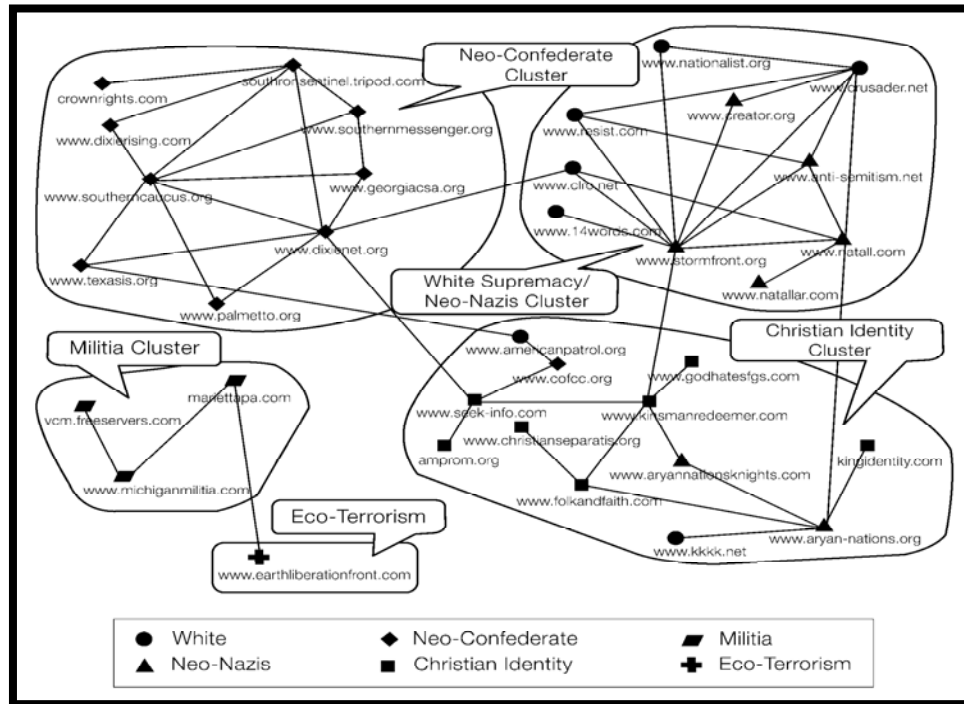 Neo-Confederate
Cluster
southronsentinel.tripod.com
crownrights.com
www.dixierising.com
www.southernmessenger.org
www.southerncaucus.org
www.georgiacsa.org
www.dixienet.org
www.texasis.org
www.palmetto.org
www.nationalist.org
www.crusader.net
www.creator.org
www.resist.com
www.anti-semitism.net
www.clrc.net
www.14words.com
www.stormfront.org
www.natall.com
www.natallar.com
White Supremacy/
Neo-Nazis Cluster
Militia Cluster
mariettapa.com
vcm.freeservers.com
www.michiganmilitia.com
Eco-Terrorism
www.earthliberationfront.com
Christian Identity
Cluster
www.americanpatrol.org
www.cofcc.org
www.godhatesfgs.com
www.seek-info.com
www.kinsmanredeemer.com
www.christianseparatis.org
amprom.org
www.aryannationsknights.com
kingidentity.com
www.folkandfaith.com
www.kkkk.net
www.aryan-nations.org
White
Neo-Confederate
Militia
Neo-Nazis
Christian Identity
Eco-Terrorism